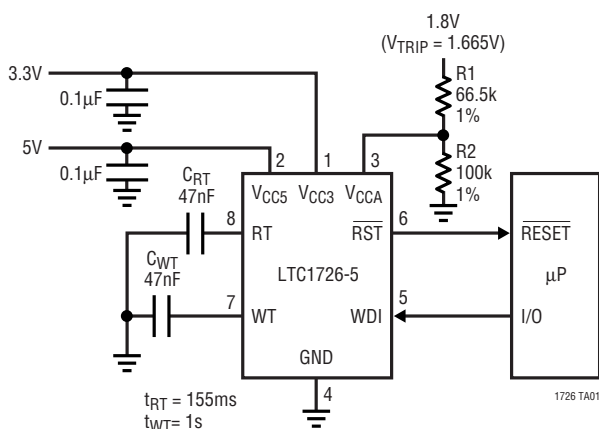 1.8V
(VTRIP = 1.665V)
3.3V
R1
66.5k
1%
0.1µF
5V
R2
100k
1%
0.1µF
2
1
3
CRT
47nF
VCC5
VCC3
VCCA
8
RT
RST
6
RESET
CWT
47nF
LTC1726-5
µP
7
WT
WDI
5
I/O
GND
4
tRT = 155ms
tWT= 1s
1726 TA01